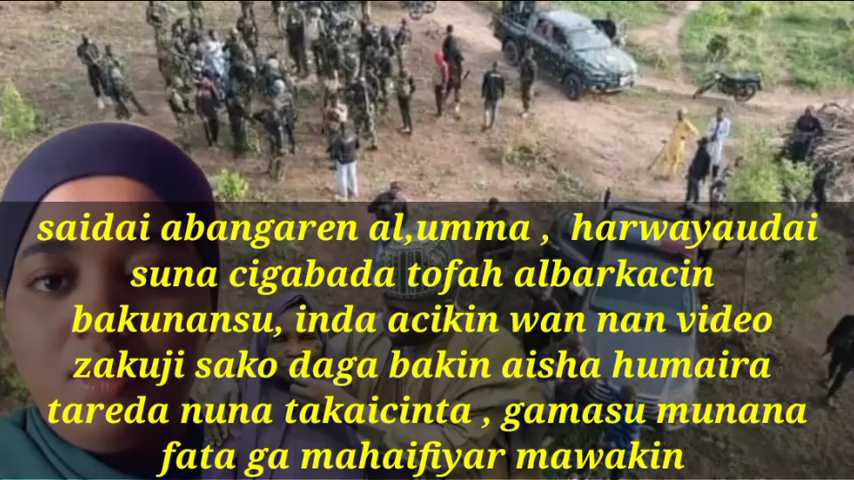 saidai abangaren al,umma , harwayaudai
suna cigabada tofah albarkacin
bakunansu, inda acikin wan nan video
zakuji sako daga bakin aisha humaira
tareda nuna takaicinta , gamasu munana
fata ga mahaifiyar mawakin